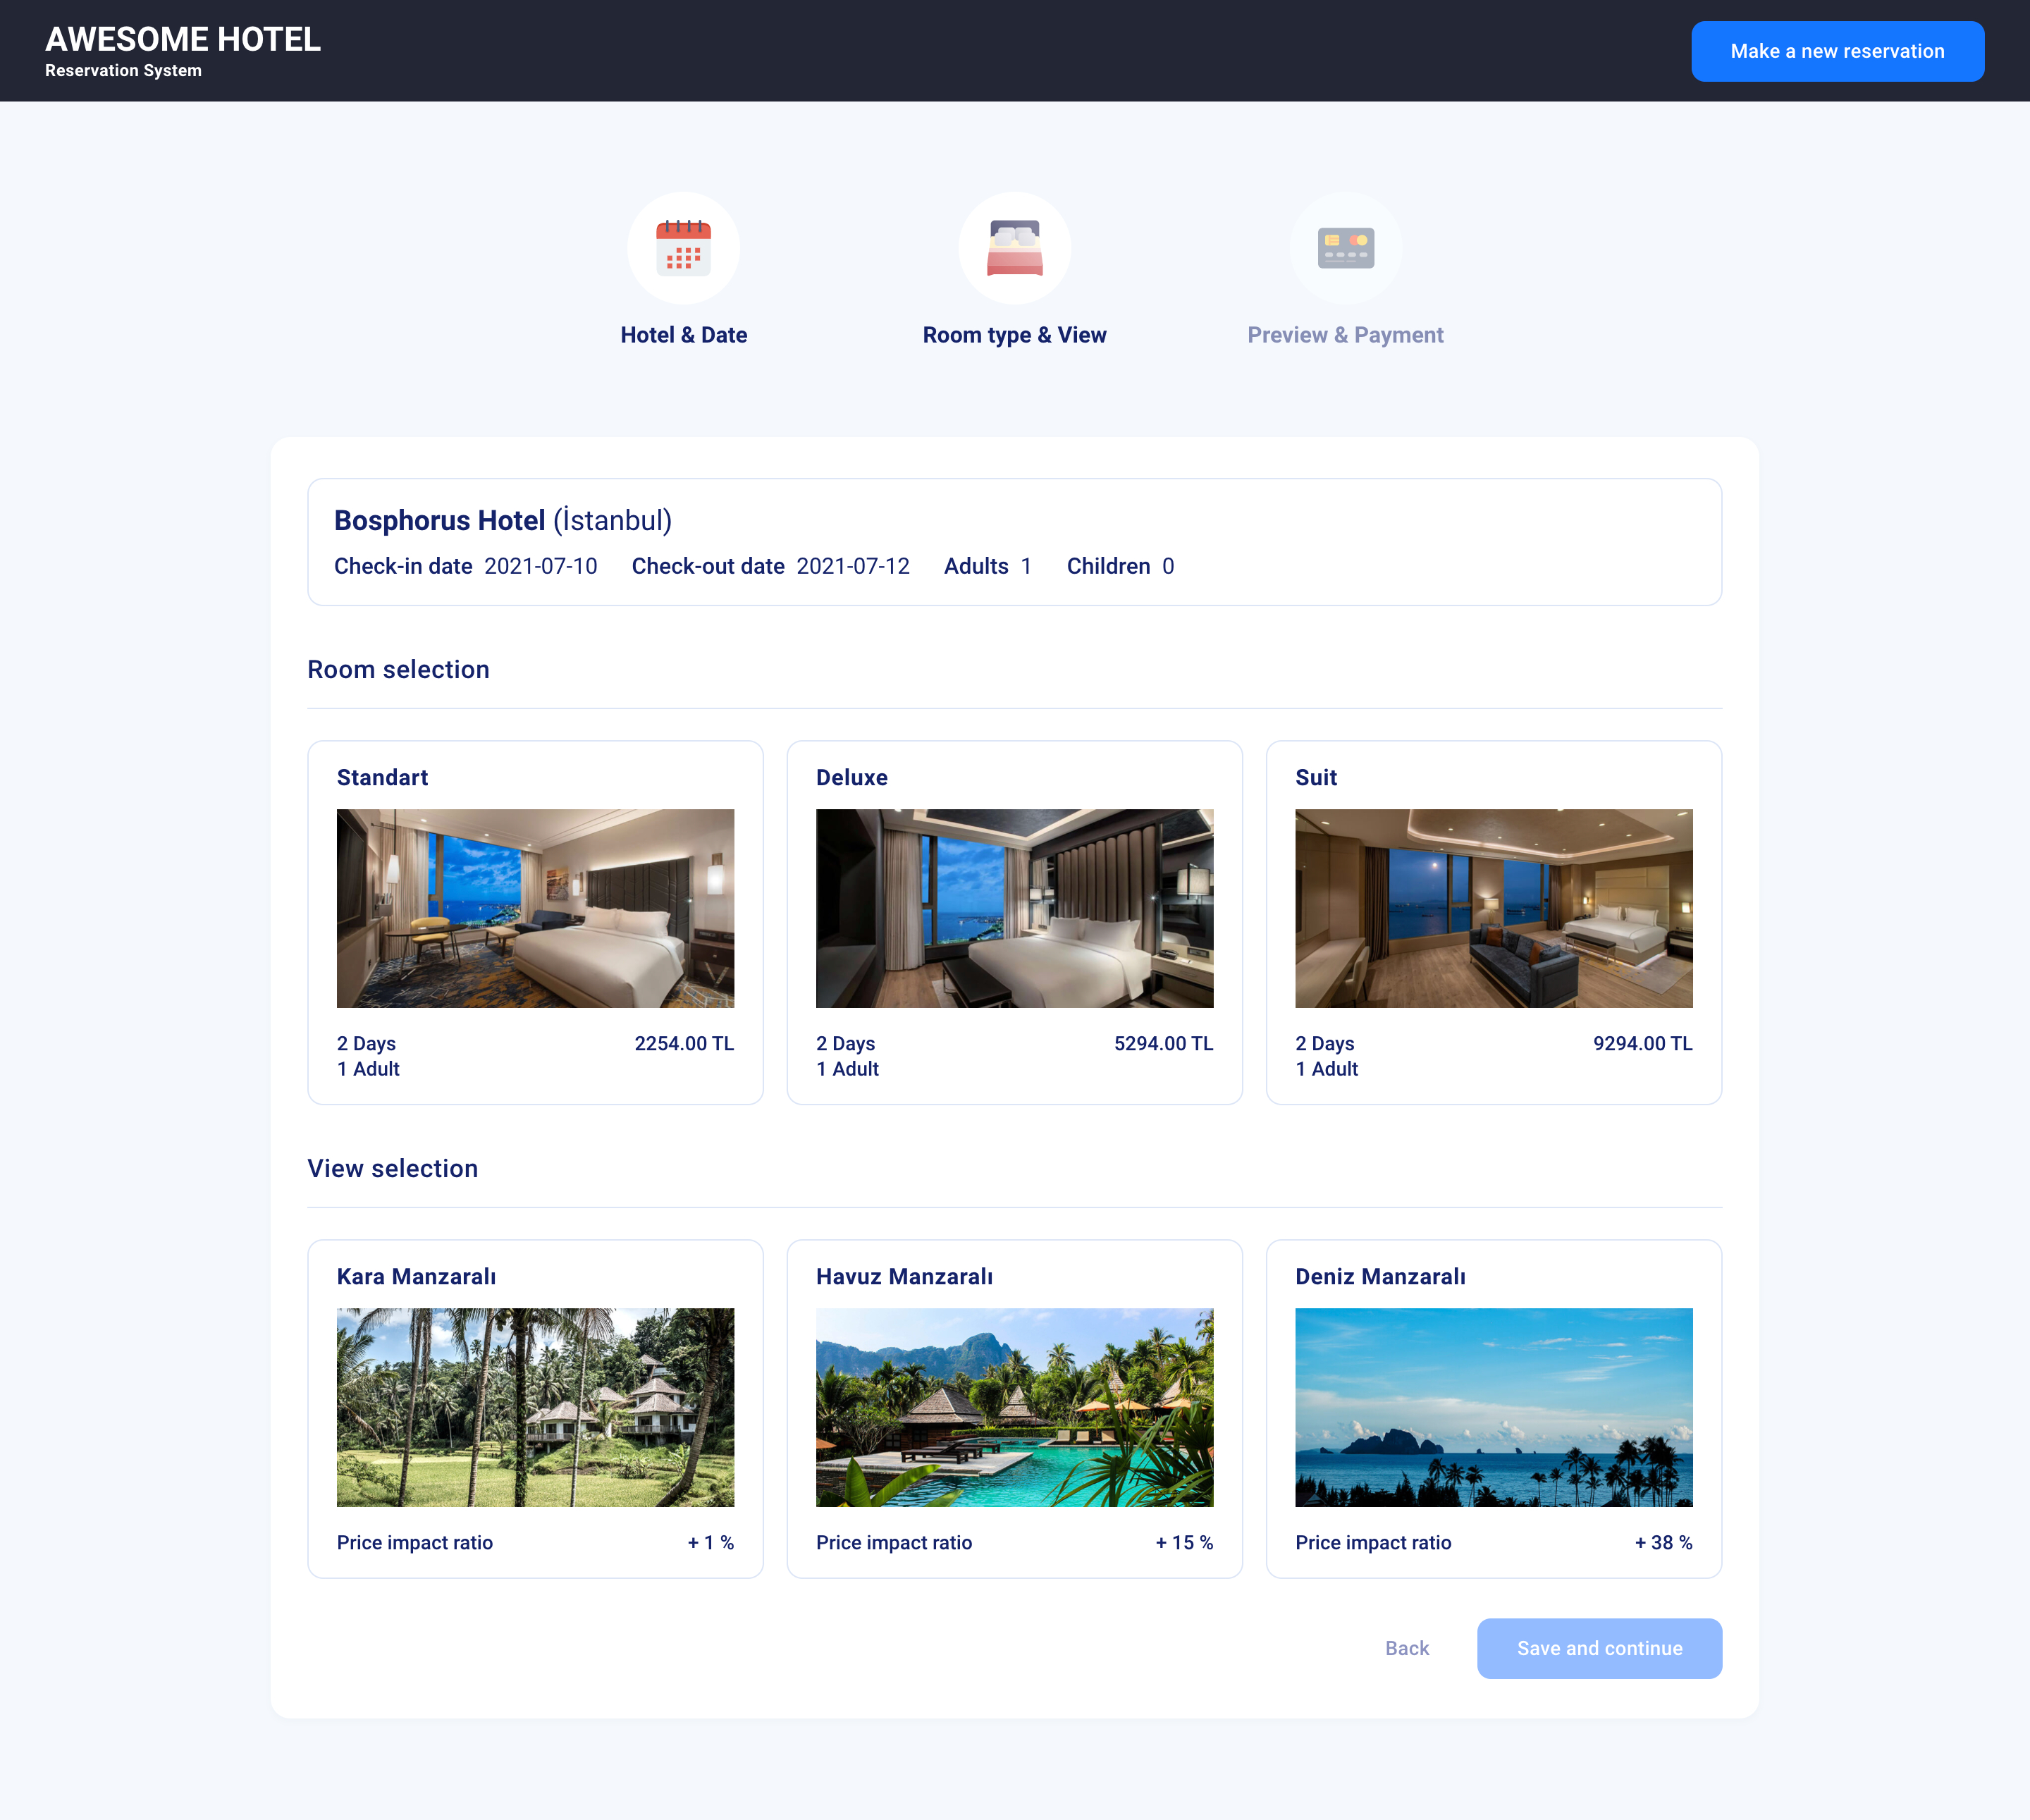 AWESOME HOTEL
Reservation System
Make a new reservation
Hotel & Date
Room type & View
Preview & Payment
Bosphorus Hotel (İstanbul)
Check-in date 2021-07-10 Check-out date 2021-07-12 Adults 1 Children 0
Room selection
Standart
2 Days 2254.00 TL
1 Adult
Deluxe
2 Days 5294.00 TL
1 Adult
Suit
2 Days 9294.00 TL
1 Adult
View selection
Kara Manzaralı
Price impact ratio + 1 %
Havuz Manzaralı
Price impact ratio + 15 %
Deniz Manzaralı
Price impact ratio + 38 %
Back
Save and continue